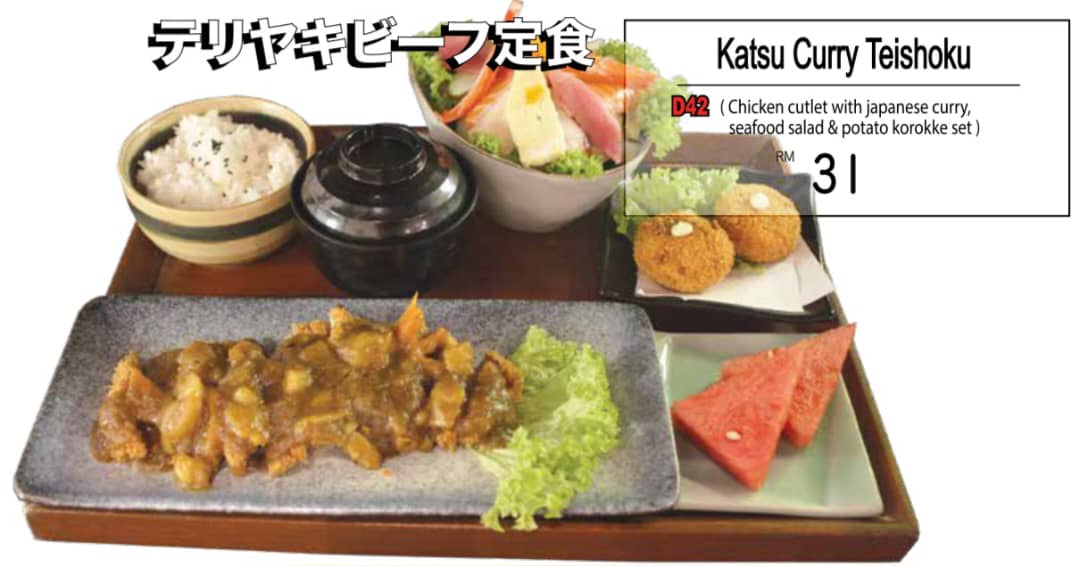 テリヤキビーフ定食
Katsu Curry Teishoku
D42 ( Chicken cutlet with japanese curry,
seafood salad & potato korokke set )
RM 31